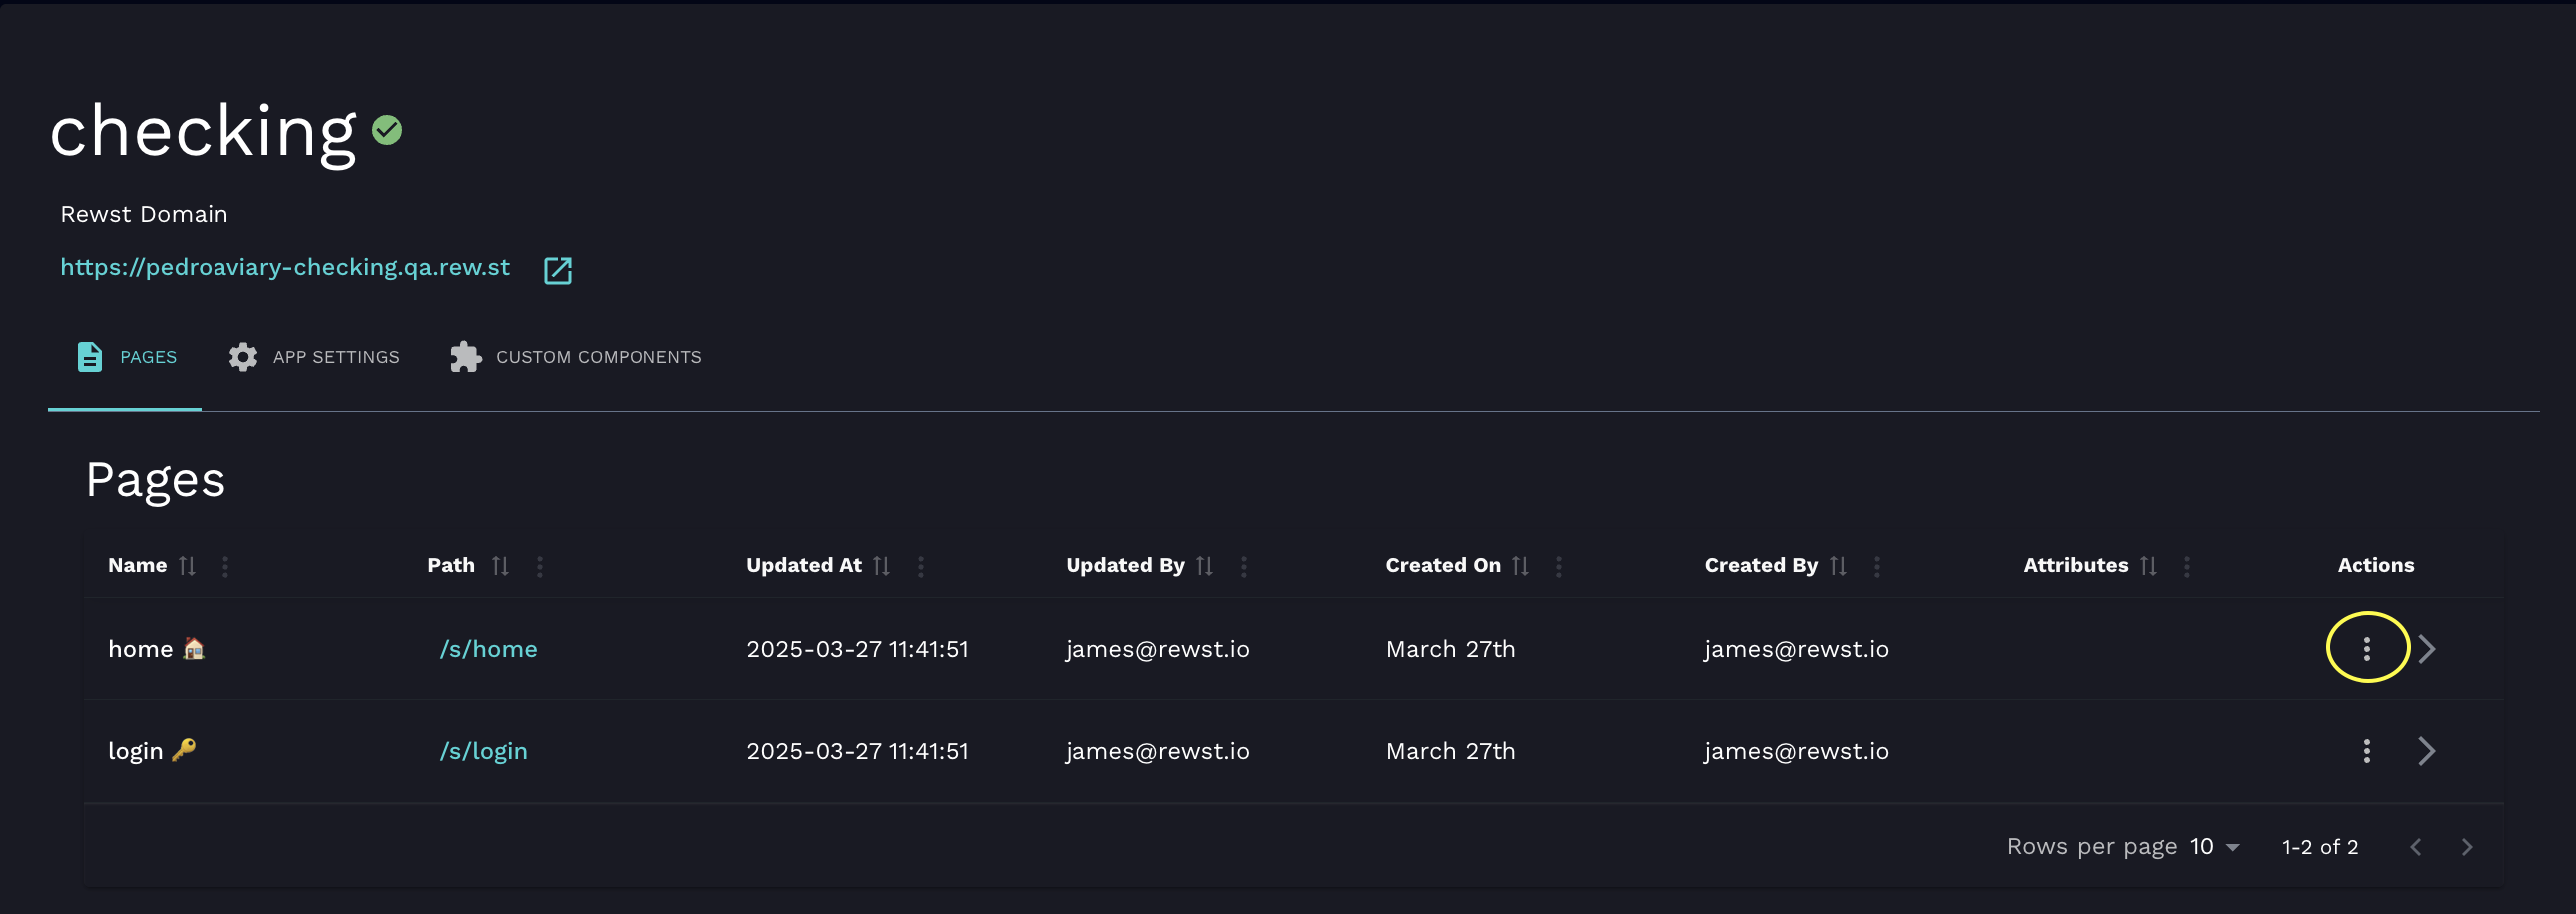 checking
Rewst Domain
https://pedroaviary-checking.qa.rew.st
PAGES APP SETTINGS CUSTOM COMPONENTS
Pages
Name Path Updated At Updated By Created On Created By Attributes Actions
home /s/home 2025-03-27 11:41:51 james@rewst.io March 27th james@rewst.io
login /s/login 2025-03-27 11:41:51 james@rewst.io March 27th james@rewst.io
Rows per page 10 1-2 of 2